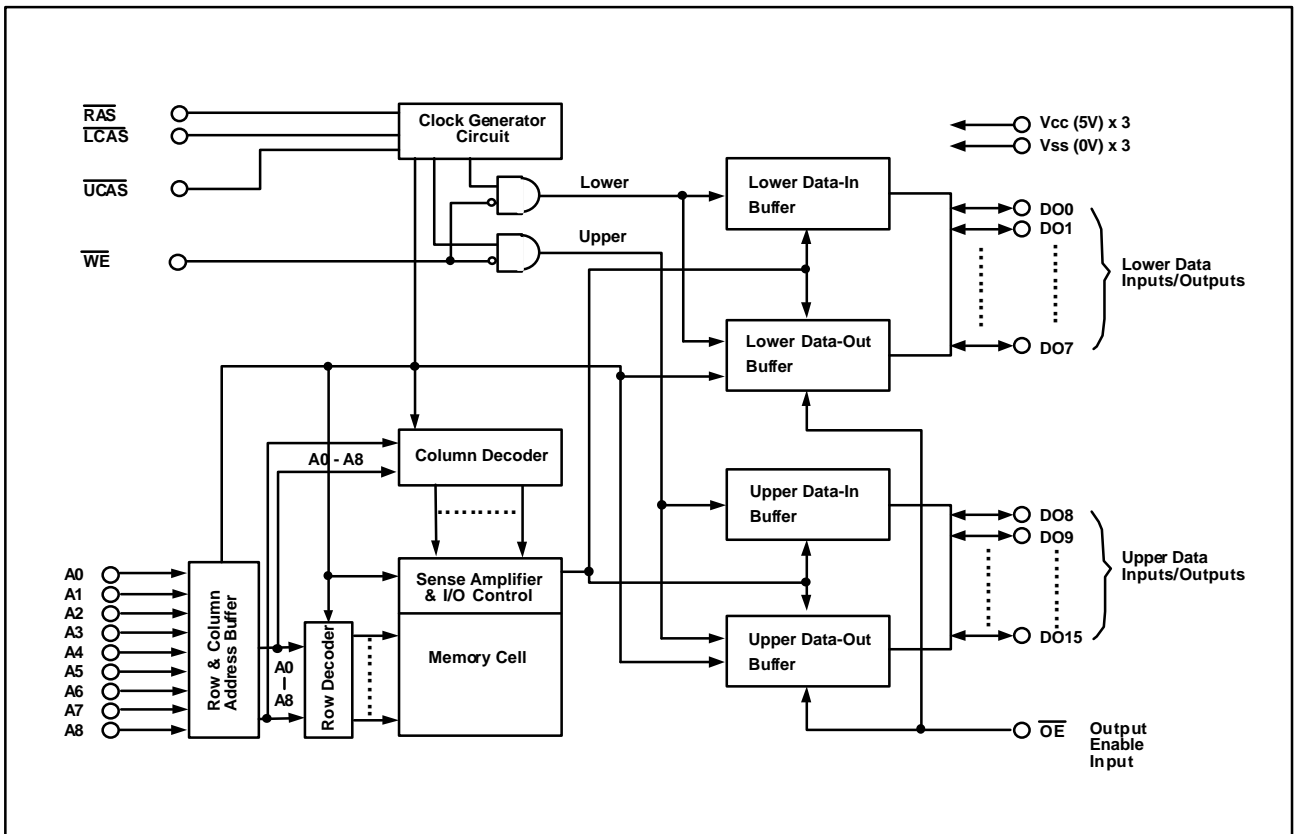 RAS
LCAS
UCAS
WE
Clock Generator
Circuit
Lower
Upper
Lower Data-In
Buffer
Lower Data-Out
Buffer
Vcc (5V) x 3
Vss (0V) x 3
DO0
DO1
DO7
Lower Data
Inputs/Outputs
Column Decoder
A0 - A8
Sense Amplifier
& I/O Control
Memory Cell
A0
A1
A2
A3
A4
A5
A6
A7
A8
Row & Column
Address Buffer
A0
–
A8
Row Decoder
Upper Data-In
Buffer
Upper Data-Out
Buffer
DO8
DO9
DO15
Upper Data
Inputs/Outputs
OE
Output
Enable
Input